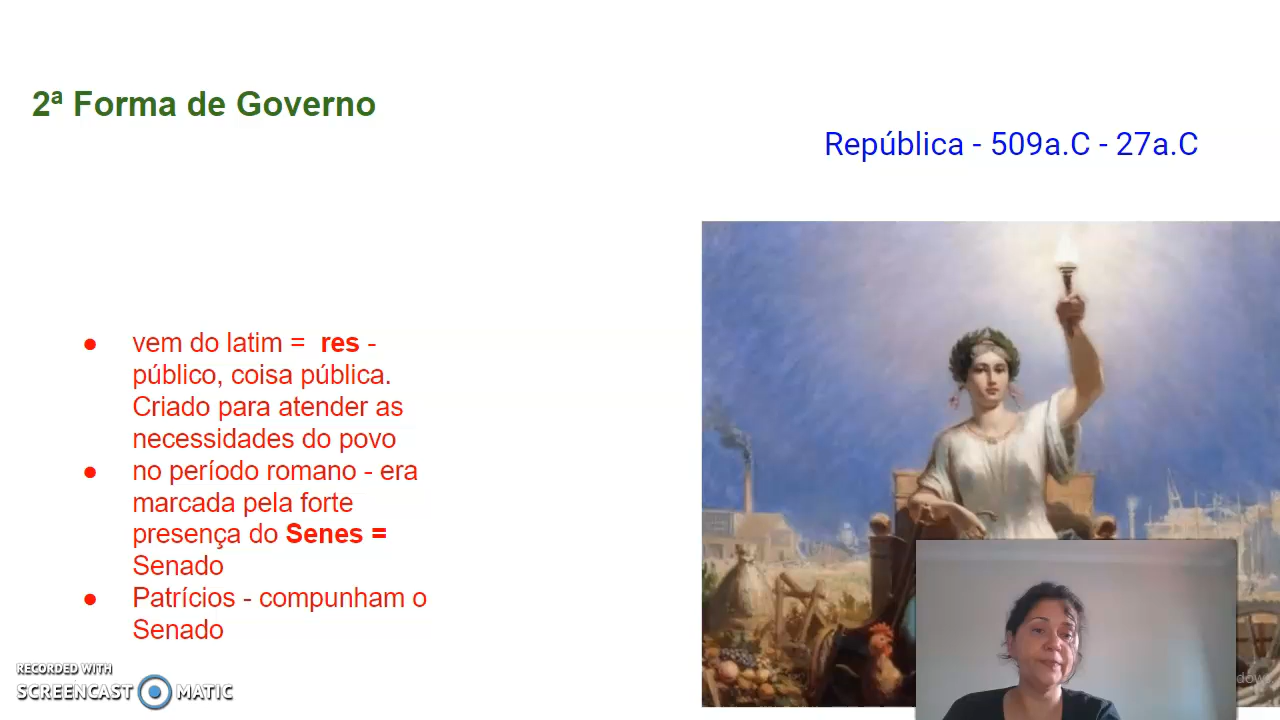 2ª Forma de Governo
República - 509a.C - 27a.C
vem do latim = res -
público, coisa pública.
Criado para atender as
necessidades do povo
no período romano - era
marcada pela forte
presença do Senes =
Senado
Patrícios - compunham o
Senado
RECORDED WITH
SCREENCAST MATIC